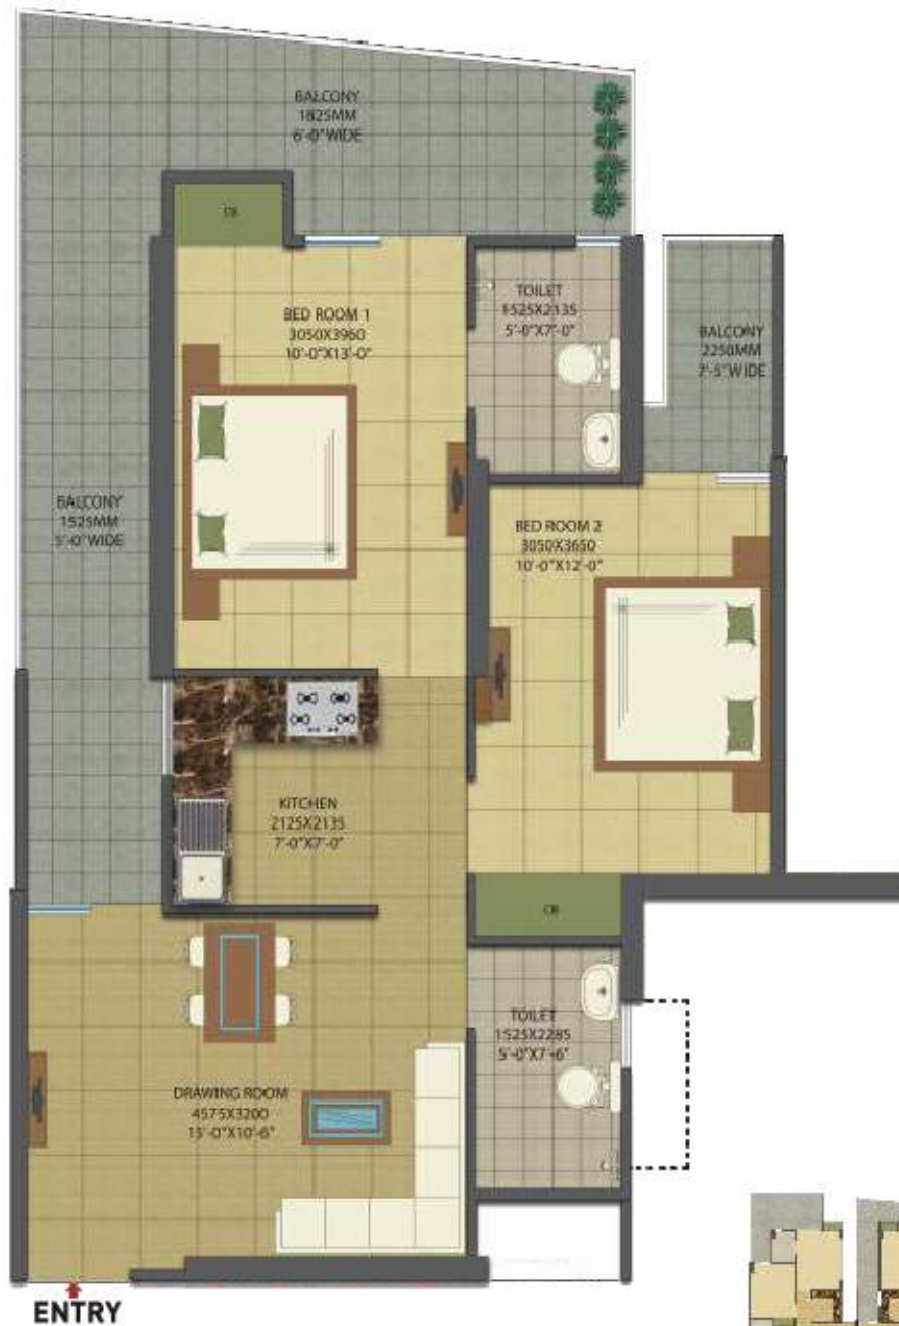 BALCONY
1825MM
6'-0" WIDE
CB
BED ROOM 1
3050X3960
10'-0"X13'-0"
TOILET
1525X2135
5'-0"X7'-0"
BALCONY
2250MM
7'-5" WIDE
BALCONY
1525MM
5'-0" WIDE
BED ROOM 2
3050X3650
10'-0"X12'-0"
KITCHEN
2125X2135
7'-0"X7'-0"
CB
TOILET
1525X2285
5'-0"X7'-6"
DRAWING ROOM
4575X3200
15'-0"X10'-6"
ENTRY